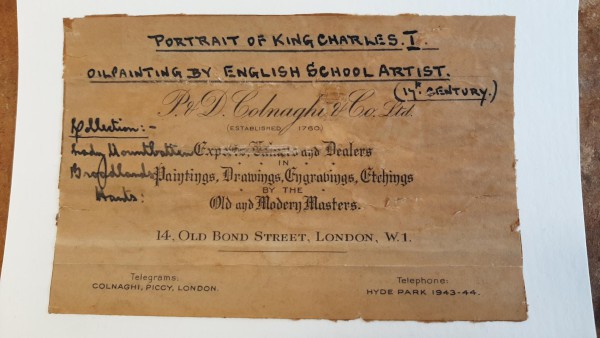 PORTRAIT OF KING CHARLES. I.
OILPAINTING BY ENGLISH SCHOOL ARTIST.
(17th CENTURY.)
P. & D. Colnaghi & Co. Ltd.
(ESTABLISHED 1760)
Collection:-
Lady Mountbatten
Broadlands
Hants:
Experts, Valuers and Dealers
IN
Paintings, Drawings, Engravings, Etchings
BY THE
Old and Modern Masters.
14, OLD BOND STREET, LONDON, W.1.
Telegrams:
COLNAGHI, PICCY, LONDON.
Telephone:
HYDE PARK 1943-44.